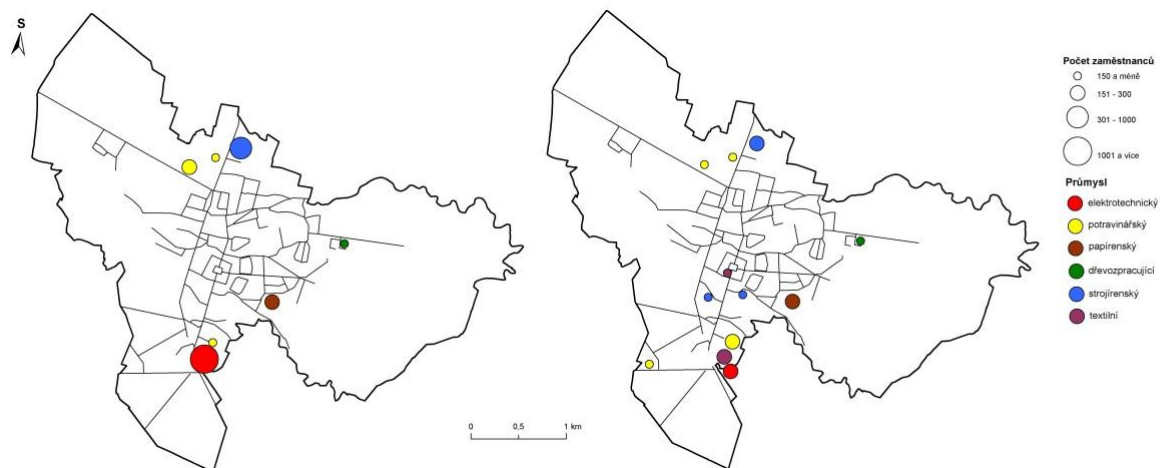 S
Počet zaměstnanců
150 a méně
151 - 300
301 - 1000
1001 a více
Průmysl
elektrotechnický
potravinářský
papírenský
dřevozpracující
strojírenský
textilní
0 0,5 1 km